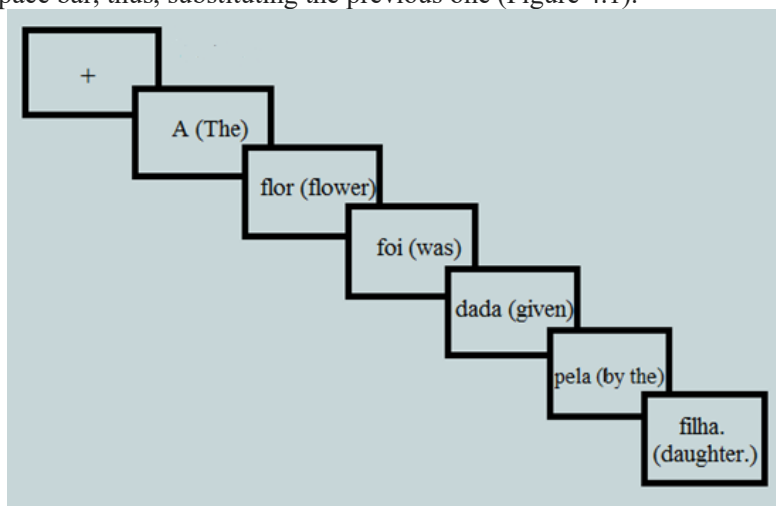 space bar, thus, substituting the previous one (Figure 4.1).
+
A (The)
flor (flower)
foi (was)
dada (given)
pela (by the)
filha.
(daughter.)